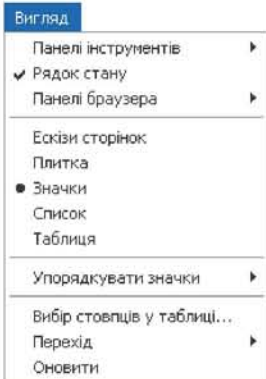 Вигляд
Панелі інструментів
Рядок стану
Панелі браузера
Ескізи сторінок
Плитка
Значки
Список
Таблиця
Упорядкувати значки
Вибір стовпців у таблиці...
Перехід
Оновити